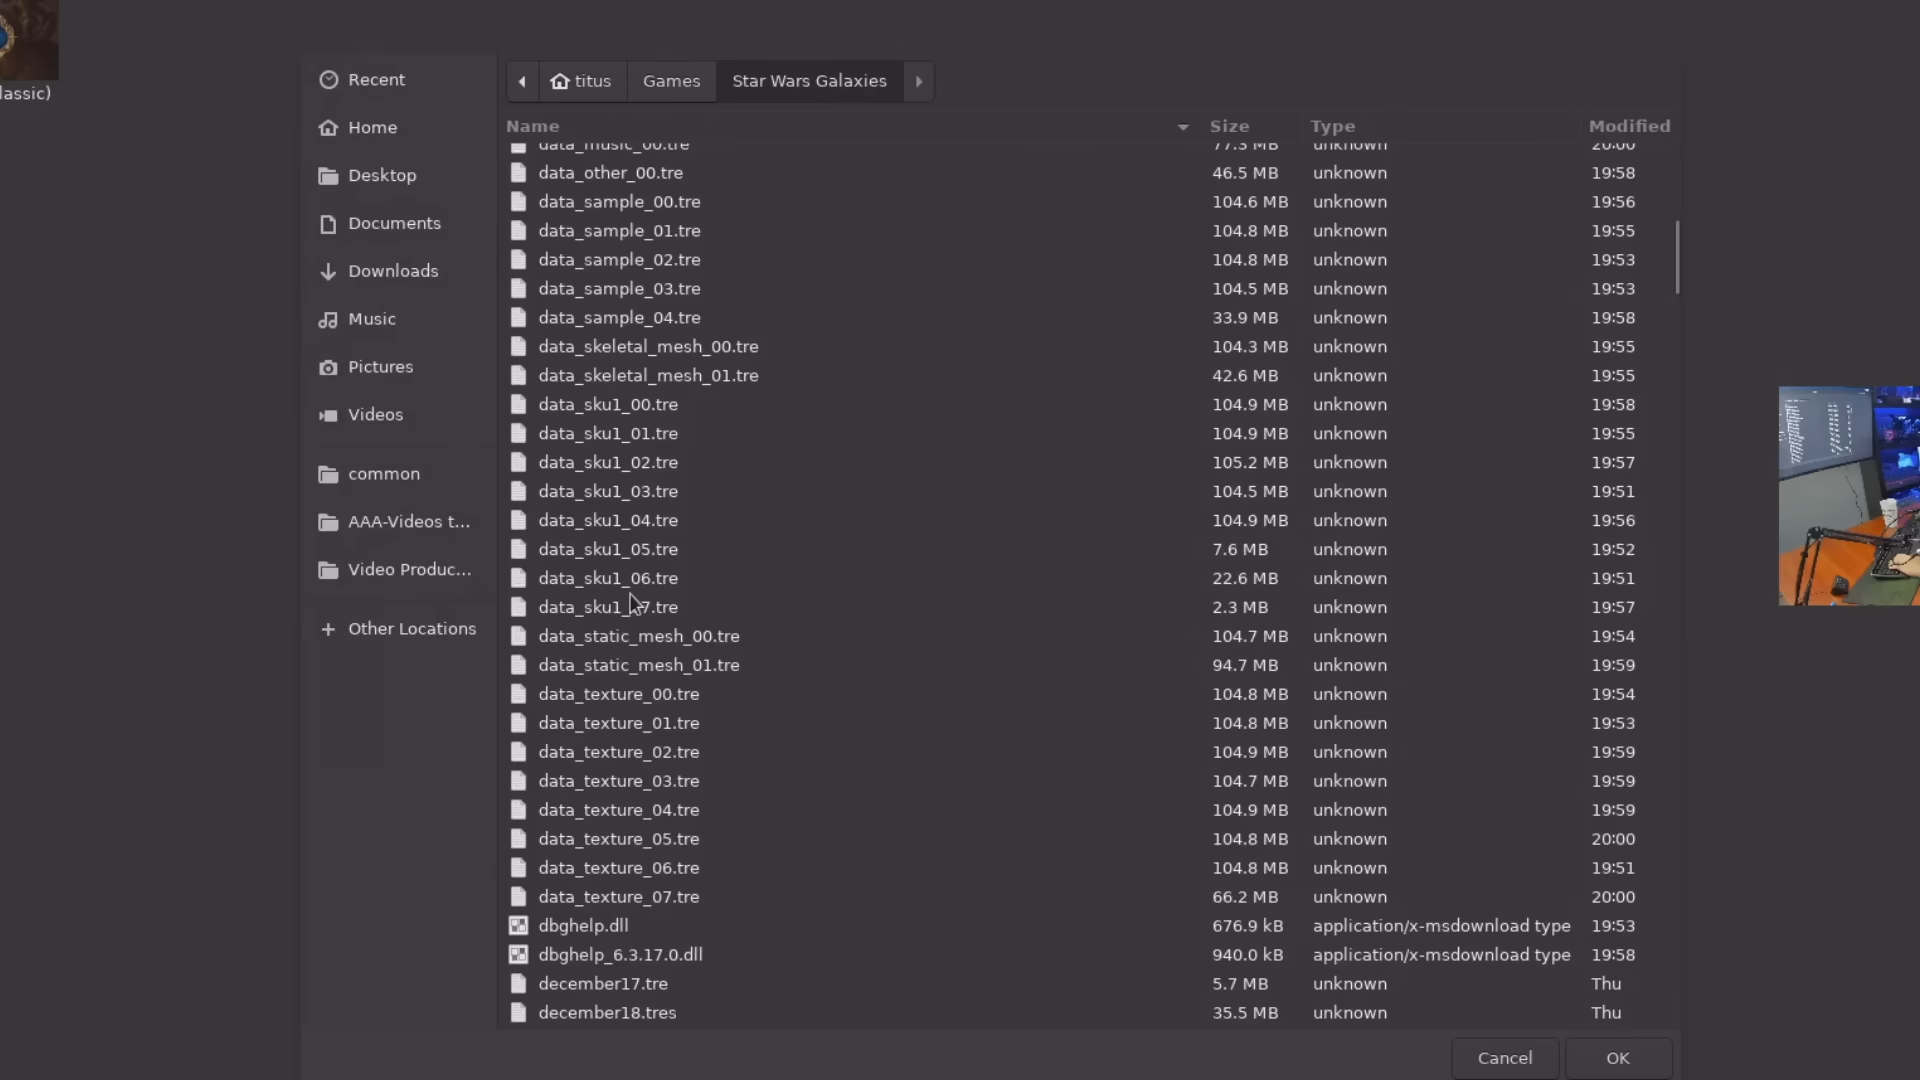 lassic)
Recent
Home
Desktop
Documents
Downloads
Music
Pictures
Videos
common
AAA-Videos t...
Video Produc...
Other Locations
titus Games Star Wars Galaxies
Name Size Type Modified
data_music_00.tre 77.3 MB unknown 20:00
data_other_00.tre 46.5 MB unknown 19:58
data_sample_00.tre 104.6 MB unknown 19:56
data_sample_01.tre 104.8 MB unknown 19:55
data_sample_02.tre 104.8 MB unknown 19:53
data_sample_03.tre 104.5 MB unknown 19:53
data_sample_04.tre 33.9 MB unknown 19:58
data_skeletal_mesh_00.tre 104.3 MB unknown 19:55
data_skeletal_mesh_01.tre 42.6 MB unknown 19:55
data_sku1_00.tre 104.9 MB unknown 19:58
data_sku1_01.tre 104.9 MB unknown 19:55
data_sku1_02.tre 105.2 MB unknown 19:57
data_sku1_03.tre 104.5 MB unknown 19:51
data_sku1_04.tre 104.9 MB unknown 19:56
data_sku1_05.tre 7.6 MB unknown 19:52
data_sku1_06.tre 22.6 MB unknown 19:51
data_sku1_07.tre 2.3 MB unknown 19:57
data_static_mesh_00.tre 104.7 MB unknown 19:54
data_static_mesh_01.tre 94.7 MB unknown 19:59
data_texture_00.tre 104.8 MB unknown 19:54
data_texture_01.tre 104.8 MB unknown 19:53
data_texture_02.tre 104.9 MB unknown 19:59
data_texture_03.tre 104.7 MB unknown 19:59
data_texture_04.tre 104.9 MB unknown 19:59
data_texture_05.tre 104.8 MB unknown 20:00
data_texture_06.tre 104.8 MB unknown 19:51
data_texture_07.tre 66.2 MB unknown 20:00
dbghelp.dll 676.9 kB application/x-msdownload type 19:53
dbghelp_6.3.17.0.dll 940.0 kB application/x-msdownload type 19:58
december17.tre 5.7 MB unknown Thu
december18.tres 35.5 MB unknown Thu
Cancel OK